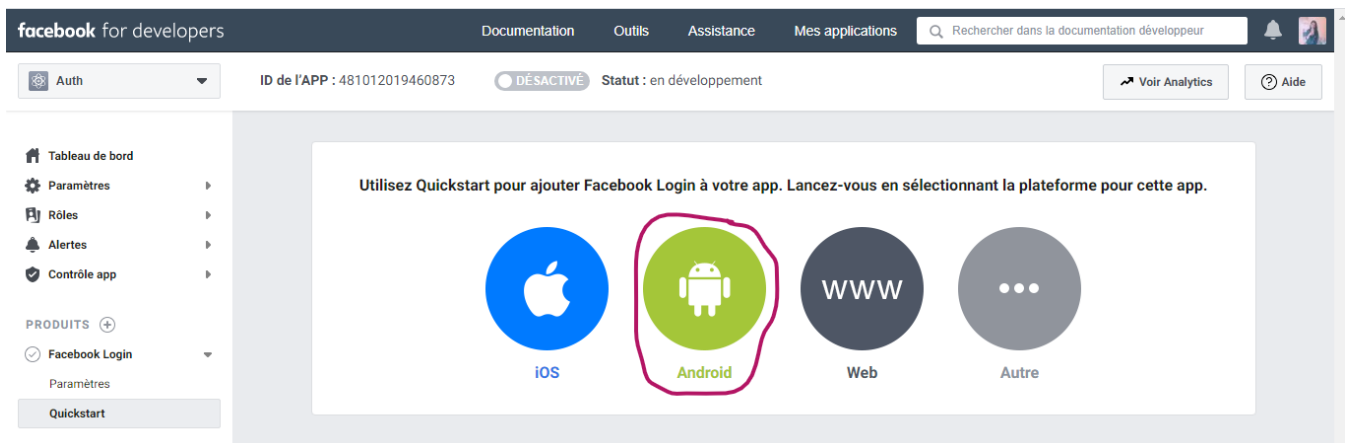 facebook for developers
Documentation Outils Assistance Mes applications Rechercher dans la documentation développeur
Auth
ID de l'APP : 481012019460873 DÉSACTIVÉ Statut : en développement Voir Analytics Aide
Tableau de bord
Paramètres
Rôles
Alertes
Contrôle app
PRODUITS
Facebook Login
Paramètres
Quickstart
Utilisez Quickstart pour ajouter Facebook Login à votre app. Lancez-vous en sélectionnant la plateforme pour cette app.
www
iOS Android Web Autre